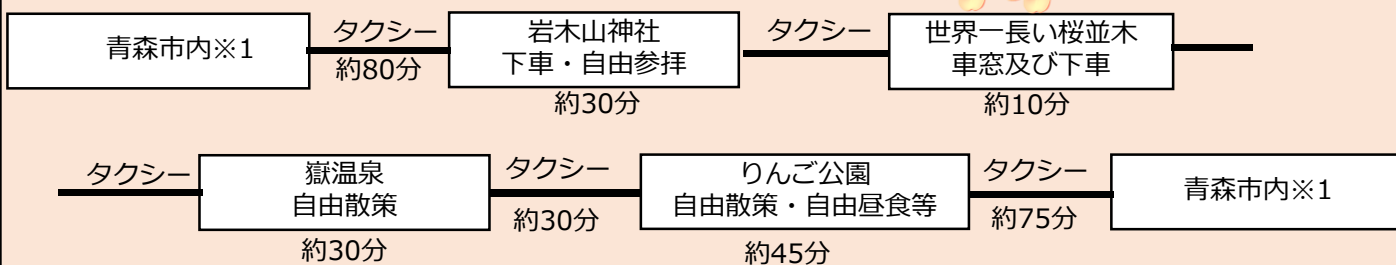 青森市内※1
タクシー
約80分
岩木山神社
下車・自由参拝
約30分
タクシー
世界一長い桜並木
車窓及び下車
約10分
タクシー
嶽温泉
自由散策
約30分
タクシー
約30分
りんご公園
自由散策・自由昼食等
約45分
タクシー
約75分
青森市内※1